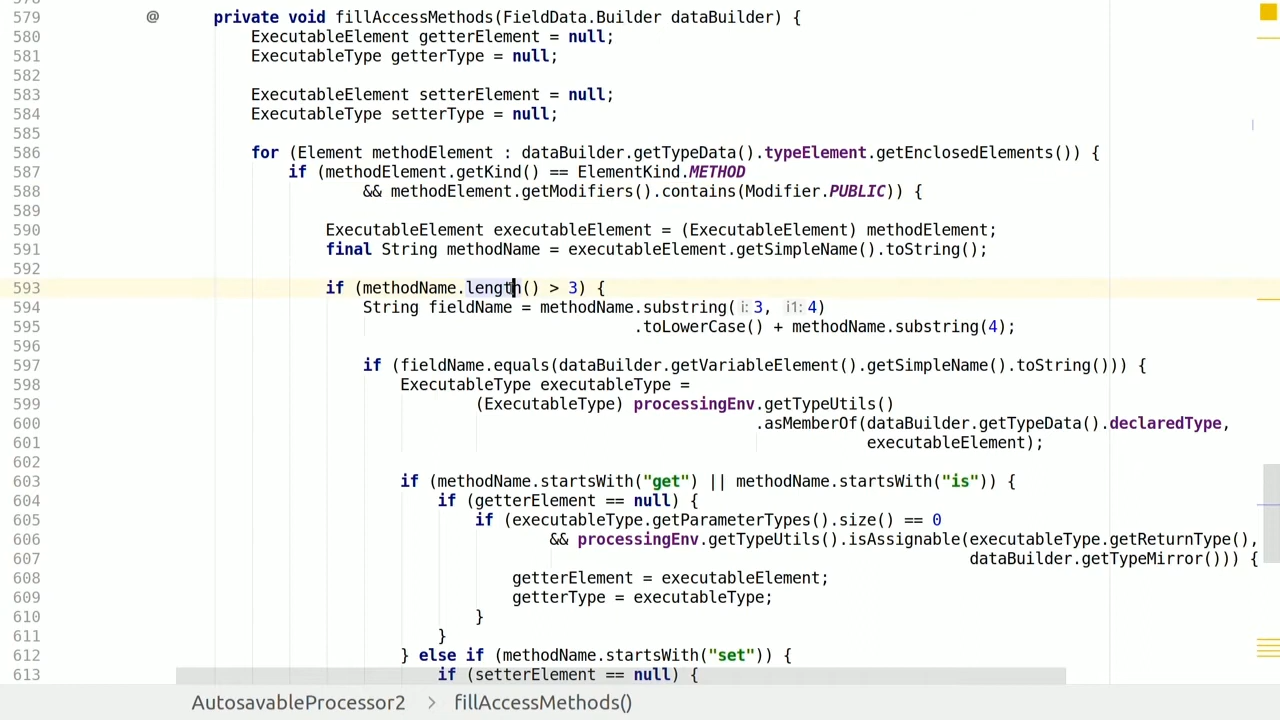 579 @ private void fillAccessMethods(FieldData.Builder dataBuilder) {
580 ExecutableElement getterElement = null;
581 ExecutableType getterType = null;
582
583 ExecutableElement setterElement = null;
584 ExecutableType setterType = null;
585
586 for (Element methodElement : dataBuilder.getTypeData().typeElement.getEnclosedElements()) {
587 if (methodElement.getKind() == ElementKind.METHOD
588 && methodElement.getModifiers().contains(Modifier.PUBLIC)) {
589
590 ExecutableElement executableElement = (ExecutableElement) methodElement;
591 final String methodName = executableElement.getSimpleName().toString();
592
593 if (methodName.length() > 3) {
594 String fieldName = methodName.substring( i: 3, i1: 4)
595 .toLowerCase() + methodName.substring(4);
596
597 if (fieldName.equals(dataBuilder.getVariableElement().getSimpleName().toString())) {
598 ExecutableType executableType =
599 (ExecutableType) processingEnv.getTypeUtils()
600 .asMemberOf(dataBuilder.getTypeData().declaredType,
601 executableElement);
602
603 if (methodName.startsWith("get") || methodName.startsWith("is")) {
604 if (getterElement == null) {
605 if (executableType.getParameterTypes().size() == 0
606 && processingEnv.getTypeUtils().isAssignable(executableType.getReturnType(),
607 dataBuilder.getTypeMirror())) {
608 getterElement = executableElement;
609 getterType = executableType;
610 }
611 }
612 } else if (methodName.startsWith("set")) {
613 if (setterElement == null) {
AutosavableProcessor2 > fillAccessMethods()